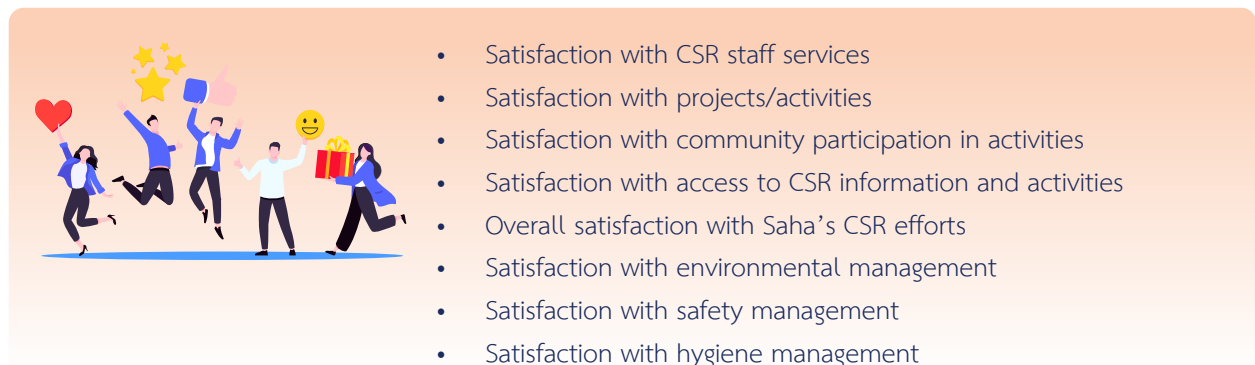 • Satisfaction with CSR staff services
• Satisfaction with projects/activities
• Satisfaction with community participation in activities
• Satisfaction with access to CSR information and activities
• Overall satisfaction with Saha’s CSR efforts
• Satisfaction with environmental management
• Satisfaction with safety management
• Satisfaction with hygiene management